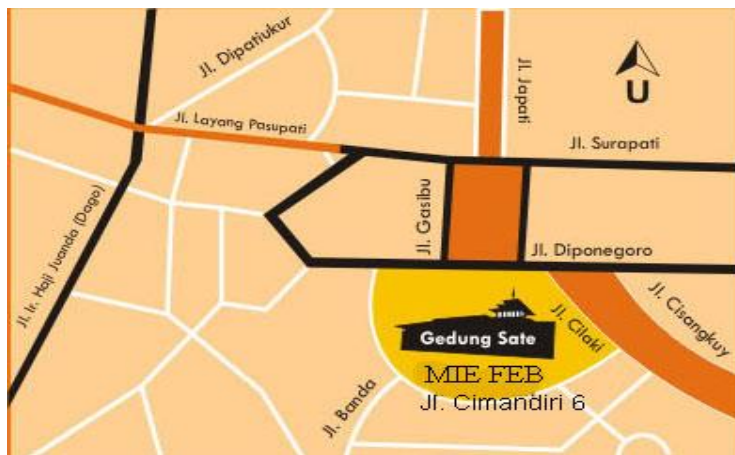 Jl. Dipatiukur
Jl. Japati
U
Jl. Layang Pasupati
Jl. Surapati
Jl. Ir. Haji Juanda (Dago)
Jl. Gasibu
Jl. Diponegoro
Jl. Cilaki
Jl. Cisangkuy
Gedung Sate
MIE FEB
Jl. Banda
Jl. Cimandiri 6